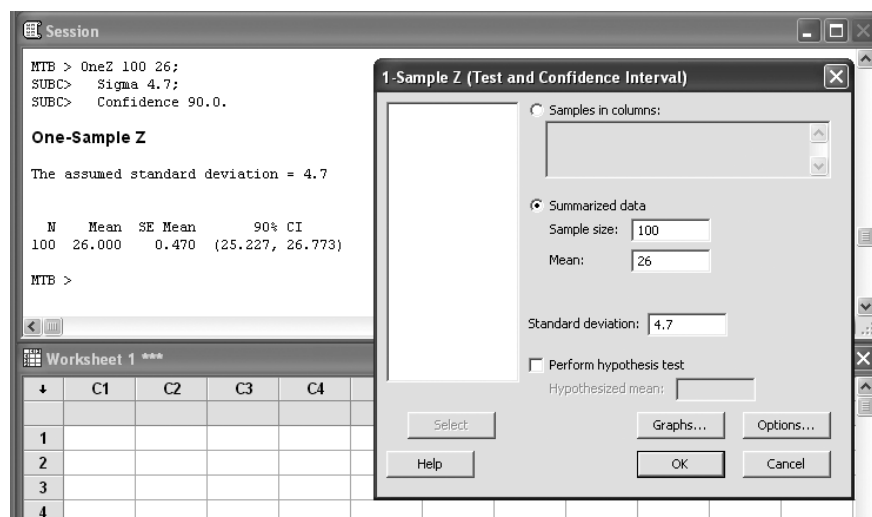 Session
MTB > OneZ 100 26;
SUBC> Sigma 4.7;
SUBC> Confidence 90.0.
One-Sample Z
The assumed standard deviation = 4.7
N Mean SE Mean 90% CI
100 26.000 0.470 (25.227, 26.773)
MTB >
1-Sample Z (Test and Confidence Interval)
Samples in columns:
Summarized data
Sample size: 100
Mean: 26
Standard deviation: 4.7
Perform hypothesis test
Hypothesized mean:
Select
Graphs...
Options...
Help
OK
Cancel
Worksheet 1 ***
C1 C2 C3 C4
1
2
3
4